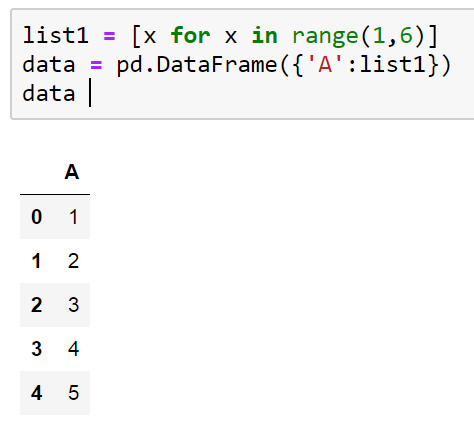 list1 = [x for x in range(1,6)]
data = pd.DataFrame({'A':list1})
data
A
0 1
1 2
2 3
3 4
4 5